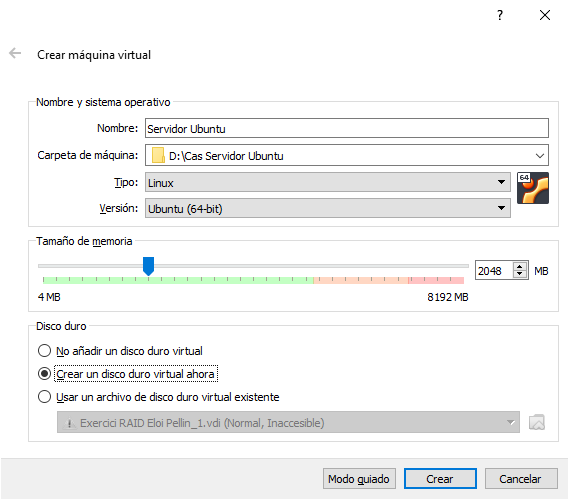 ?
Crear máquina virtual
Nombre y sistema operativo
Nombre: Servidor Ubuntu
Carpeta de máquina: D:\Cas Servidor Ubuntu
Tipo: Linux
64
Versión: Ubuntu (64-bit)
Tamaño de memoria
2048 MB
4 MB 8192 MB
Disco duro
No añadir un disco duro virtual
Crear un disco duro virtual ahora
Usar un archivo de disco duro virtual existente
Exercici RAID Eloi Pellin_1.vdi (Normal, Inaccesible)
Modo guiado Crear Cancelar